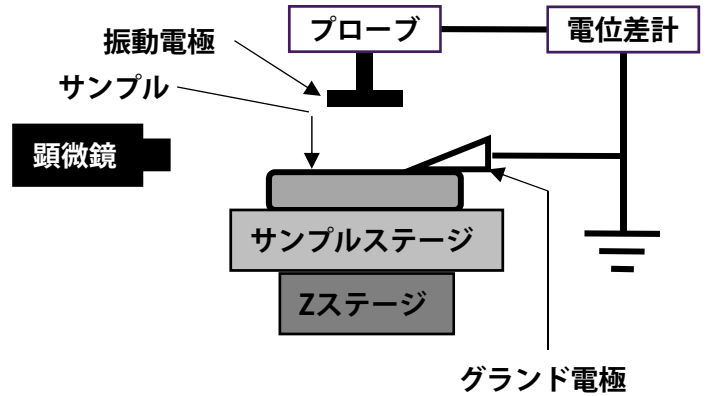 プローブ
電位差計
振動電極
サンプル
顕微鏡
サンプルステージ
Zステージ
グランド電極